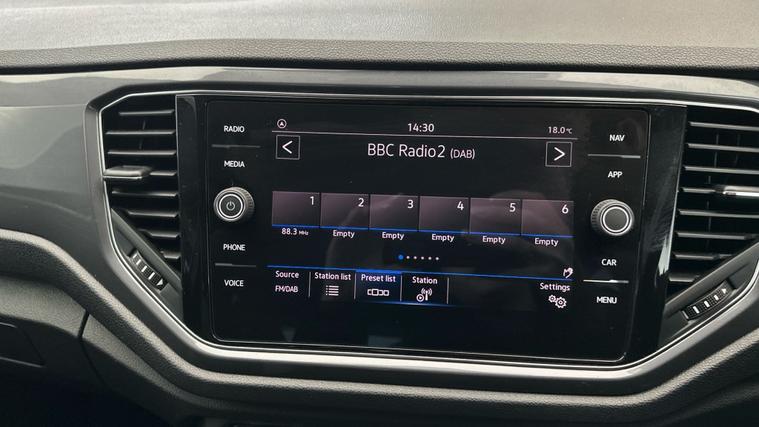 RADIO
MEDIA
PHONE
VOICE
14:30
18.0°C
< BBC Radio2 (DAB) >
1 2 3 4 5 6
88.3 MHz Empty Empty Empty Empty Empty
Source Station list Preset list Station Settings
FM/DAB
NAV
APP
CAR
MENU